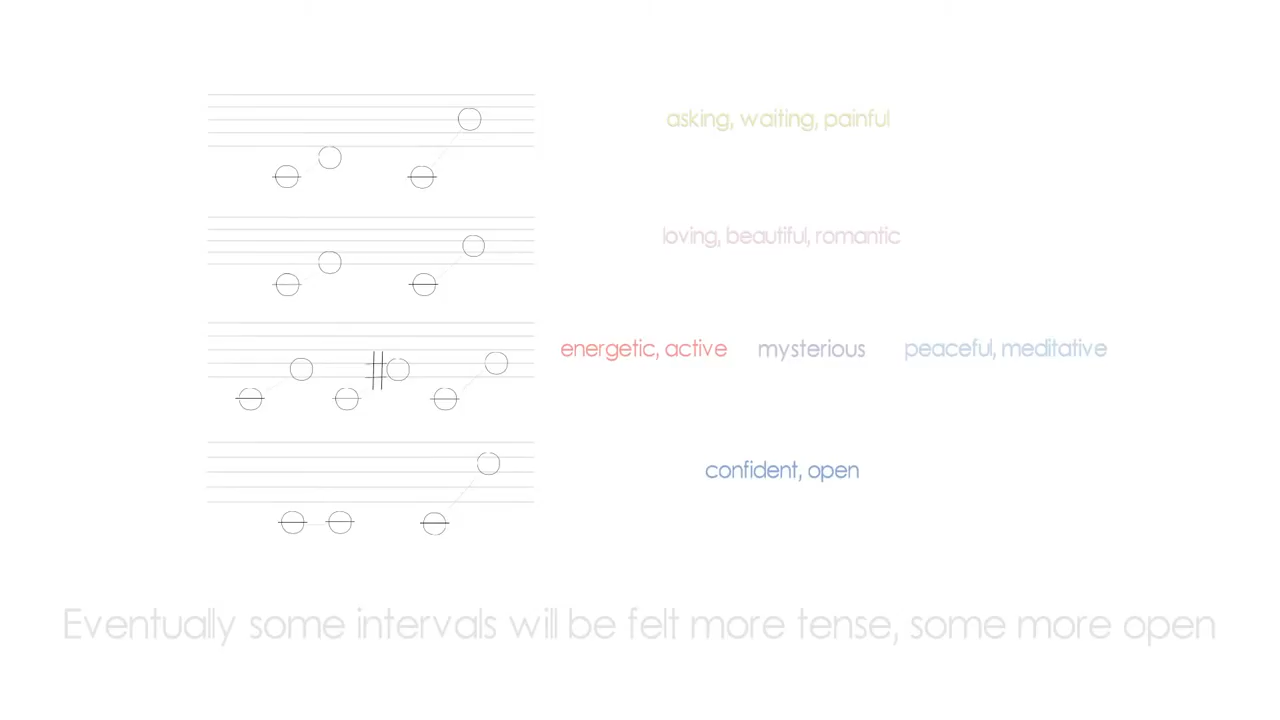 asking, waiting, painful
loving, beautiful, romantic
energetic, active mysterious peaceful, meditative
confident, open
Eventually some intervals will be felt more tense, some more open